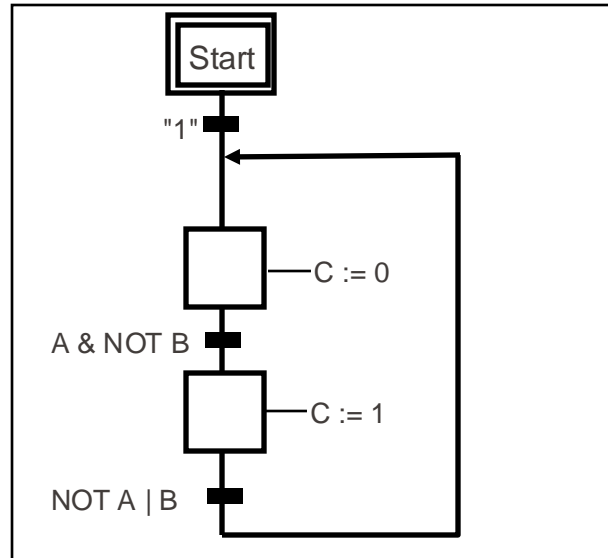 Start
"1"
C := 0
A & NOT B
C := 1
NOT A | B